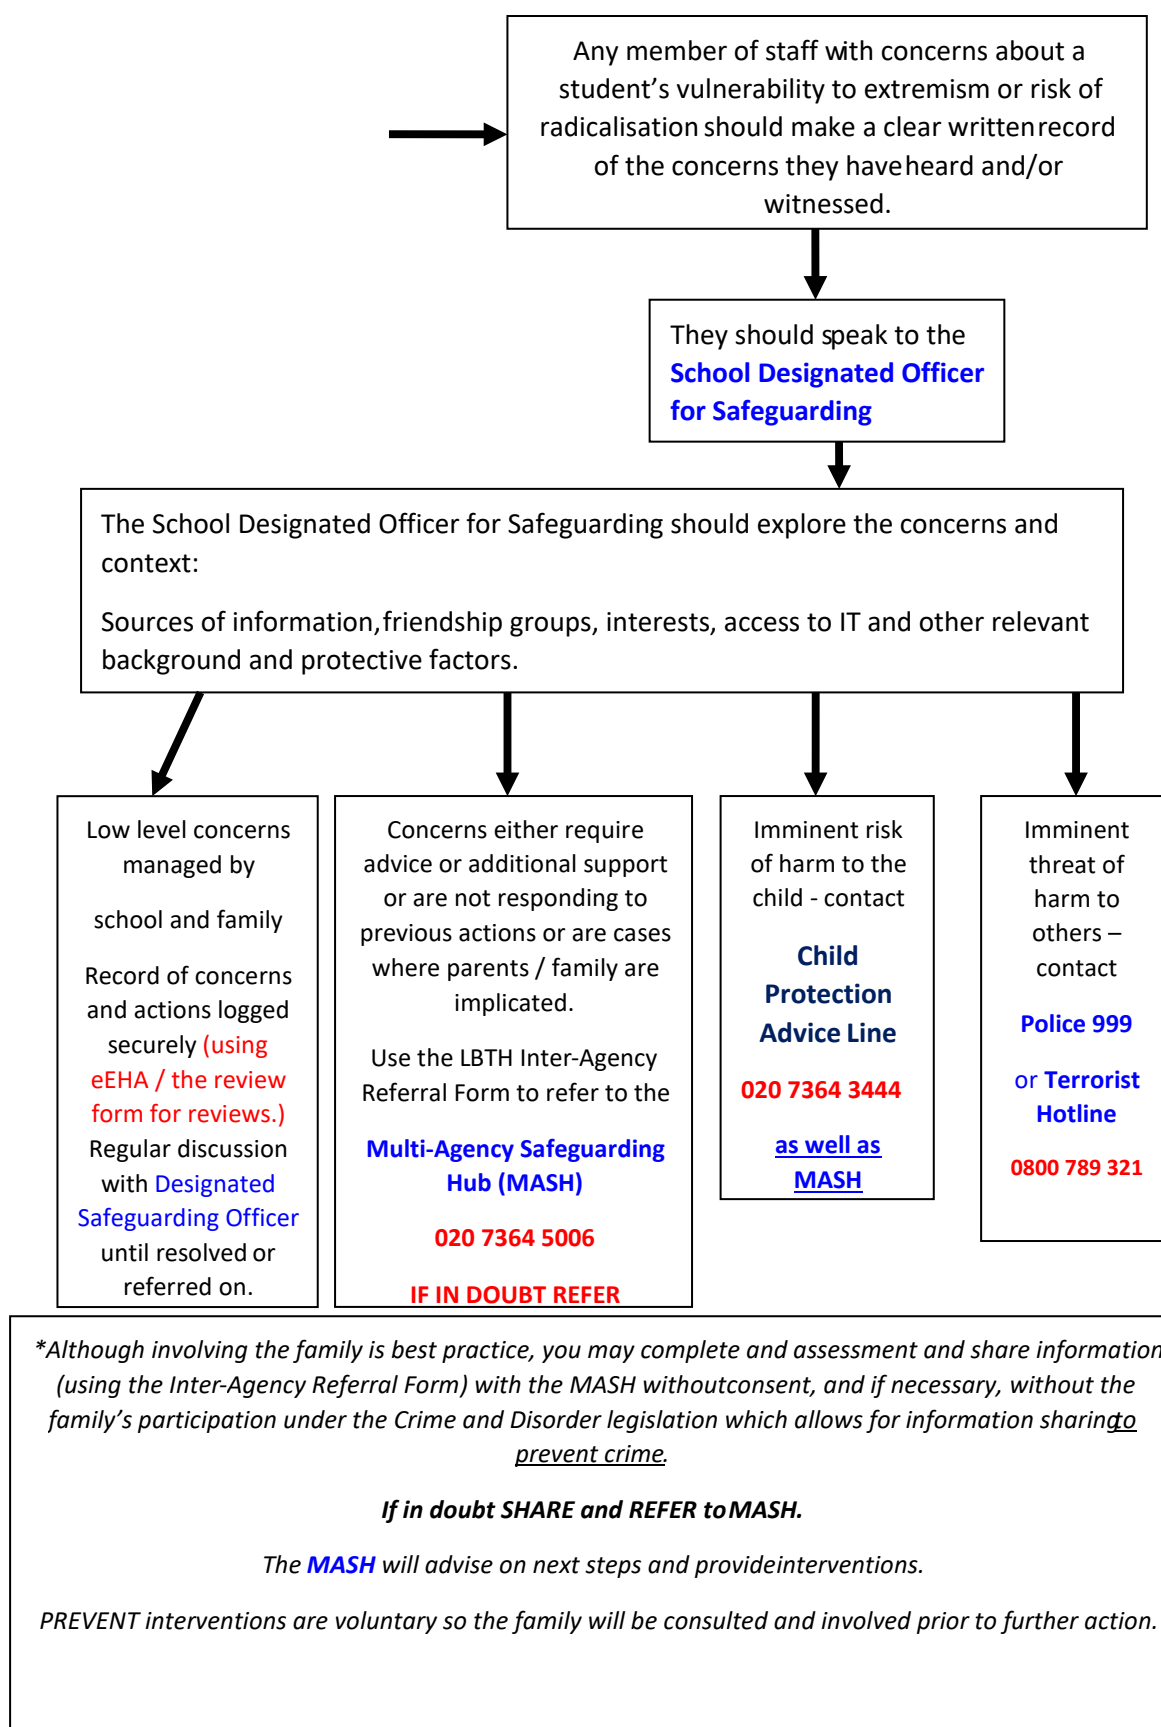 Any member of staff with concerns about a
student’s vulnerability to extremism or risk of
radicalisation should make a clear written record
of the concerns they have heard and/or
witnessed.
They should speak to the
School Designated Officer
for Safeguarding
The School Designated Officer for Safeguarding should explore the concerns and
context:
Sources of information, friendship groups, interests, access to IT and other relevant
background and protective factors.
Low level concerns
managed by
school and family
Record of concerns
and actions logged
securely (using
eEHA / the review
form for reviews.)
Regular discussion
with Designated
Safeguarding Officer
until resolved or
referred on.
Concerns either require
advice or additional support
or are not responding to
previous actions or are cases
where parents / family are
implicated.
Use the LBTH Inter-Agency
Referral Form to refer to the
Multi-Agency Safeguarding
Hub (MASH)
020 7364 5006
IF IN DOUBT REFER
Imminent risk
of harm to the
child - contact
Child
Protection
Advice Line
020 7364 3444
as well as
MASH
Imminent
threat of
harm to
others –
contact
Police 999
or Terrorist
Hotline
0800 789 321
*Although involving the family is best practice, you may complete and assessment and share information
(using the Inter-Agency Referral Form) with the MASH without consent, and if necessary, without the
family’s participation under the Crime and Disorder legislation which allows for information sharing to
prevent crime.
If in doubt SHARE and REFER to MASH.
The MASH will advise on next steps and provide interventions.
PREVENT interventions are voluntary so the family will be consulted and involved prior to further action.